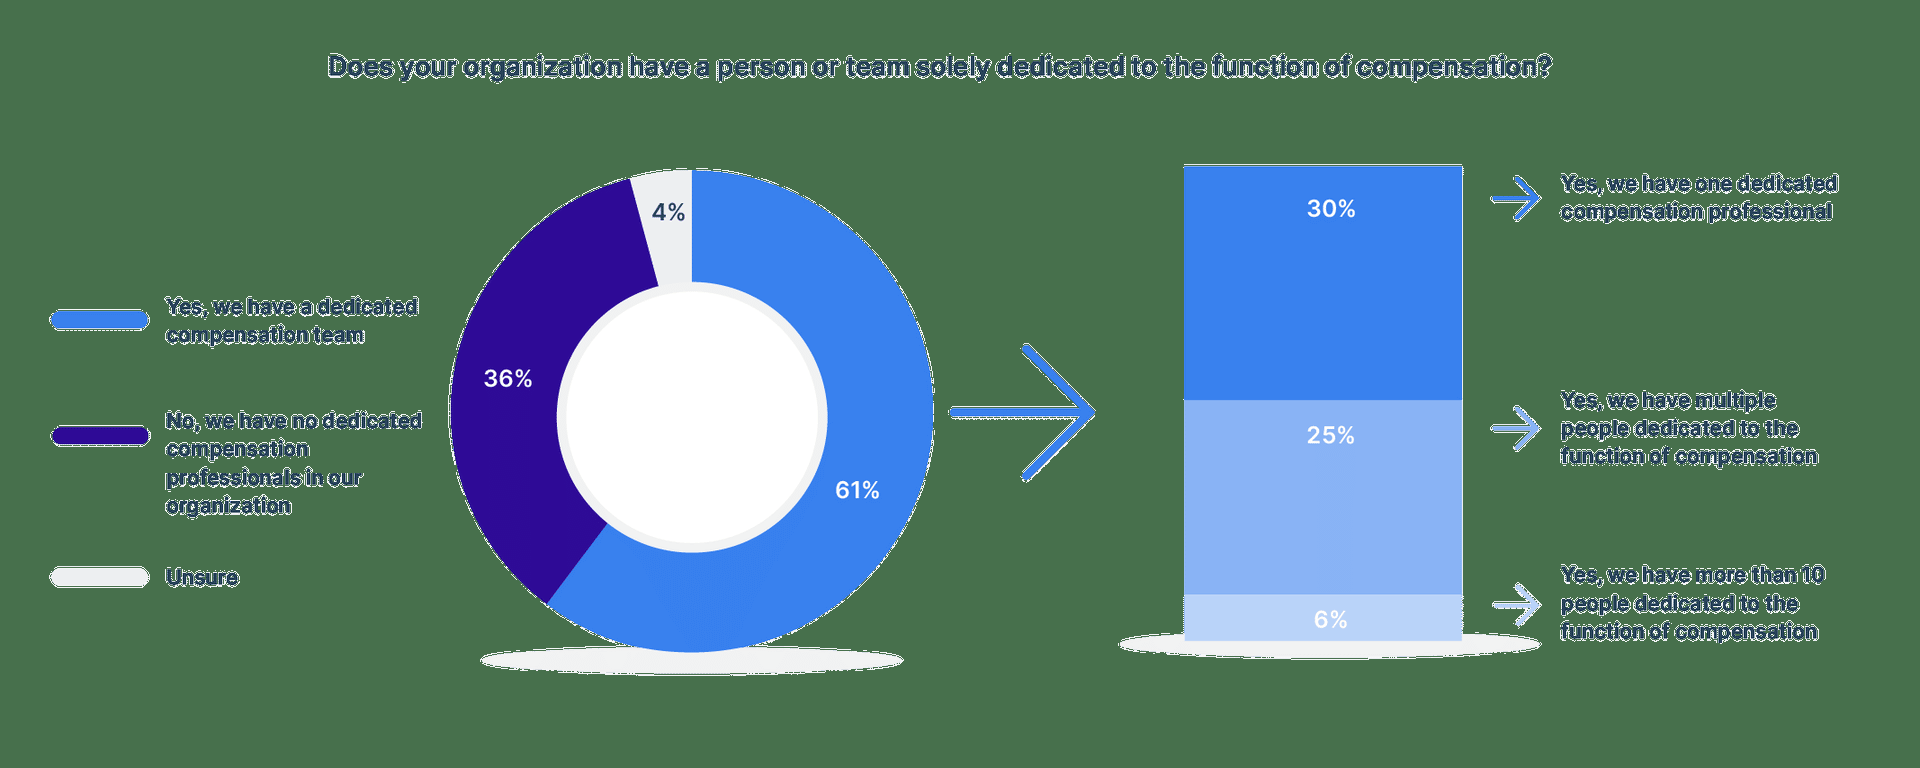 Does your organization have a person or team solely dedicated to the function of compensation?
Yes, we have a dedicated
compensation team
No, we have no dedicated
compensation
professionals in our
organization
Unsure
4%
36%
61%
30%
25%
6%
Yes, we have one dedicated
compensation professional
Yes, we have multiple
people dedicated to the
function of compensation
Yes, we have more than 10
people dedicated to the
function of compensation